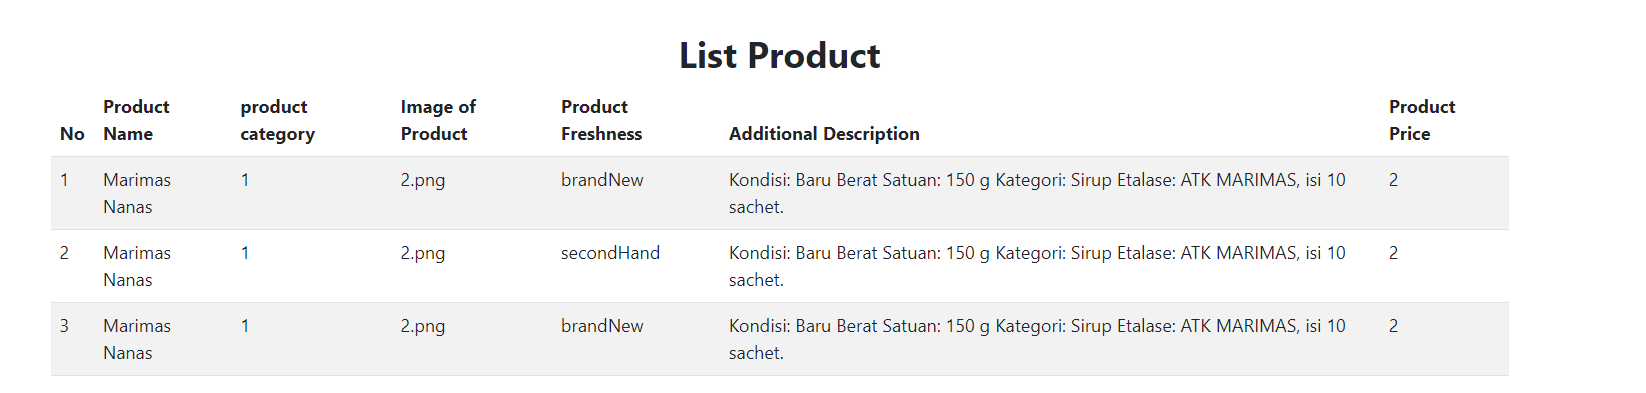 List Product
No Product Name product category Image of Product Product Freshness Additional Description Product Price
1 Marimas Nanas 1 2.png brandNew Kondisi: Baru Berat Satuan: 150 g Kategori: Sirup Etalase: ATK MARIMAS, isi 10 sachet. 2
2 Marimas Nanas 1 2.png secondHand Kondisi: Baru Berat Satuan: 150 g Kategori: Sirup Etalase: ATK MARIMAS, isi 10 sachet. 2
3 Marimas Nanas 1 2.png brandNew Kondisi: Baru Berat Satuan: 150 g Kategori: Sirup Etalase: ATK MARIMAS, isi 10 sachet. 2